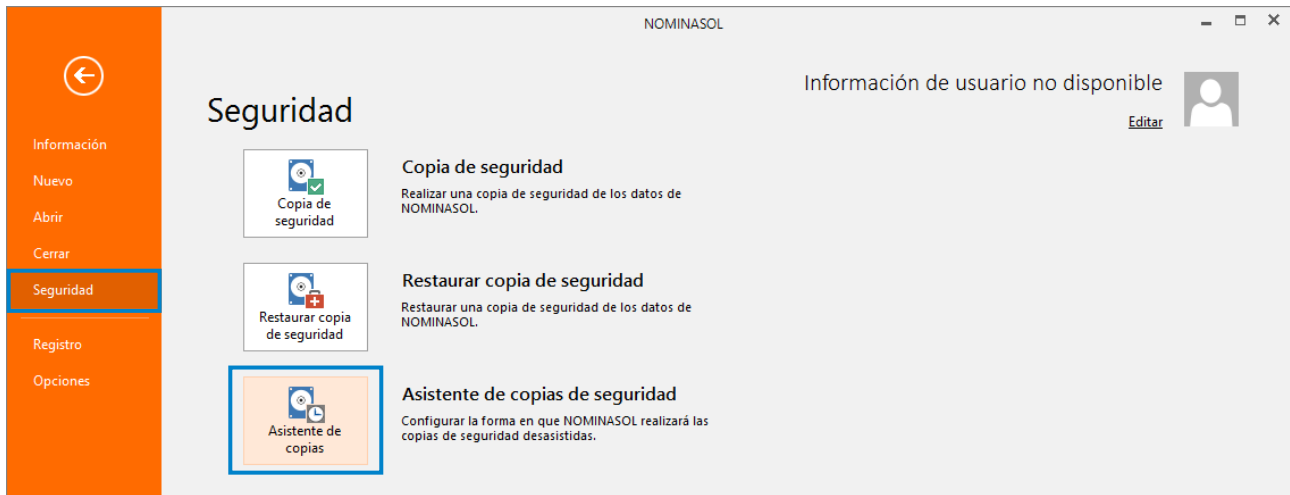 NOMINASOL
Información de usuario no disponible
Editar
Información
Nuevo
Abrir
Cerrar
Seguridad
Registro
Opciones
Seguridad
Copia de
seguridad
Copia de seguridad
Realizar una copia de seguridad de los datos de
NOMINASOL.
Restaurar copia
de seguridad
Restaurar copia de seguridad
Restaurar una copia de seguridad de los datos de
NOMINASOL.
Asistente de
copias
Asistente de copias de seguridad
Configurar la forma en que NOMINASOL realizará las
copias de seguridad desasistidas.